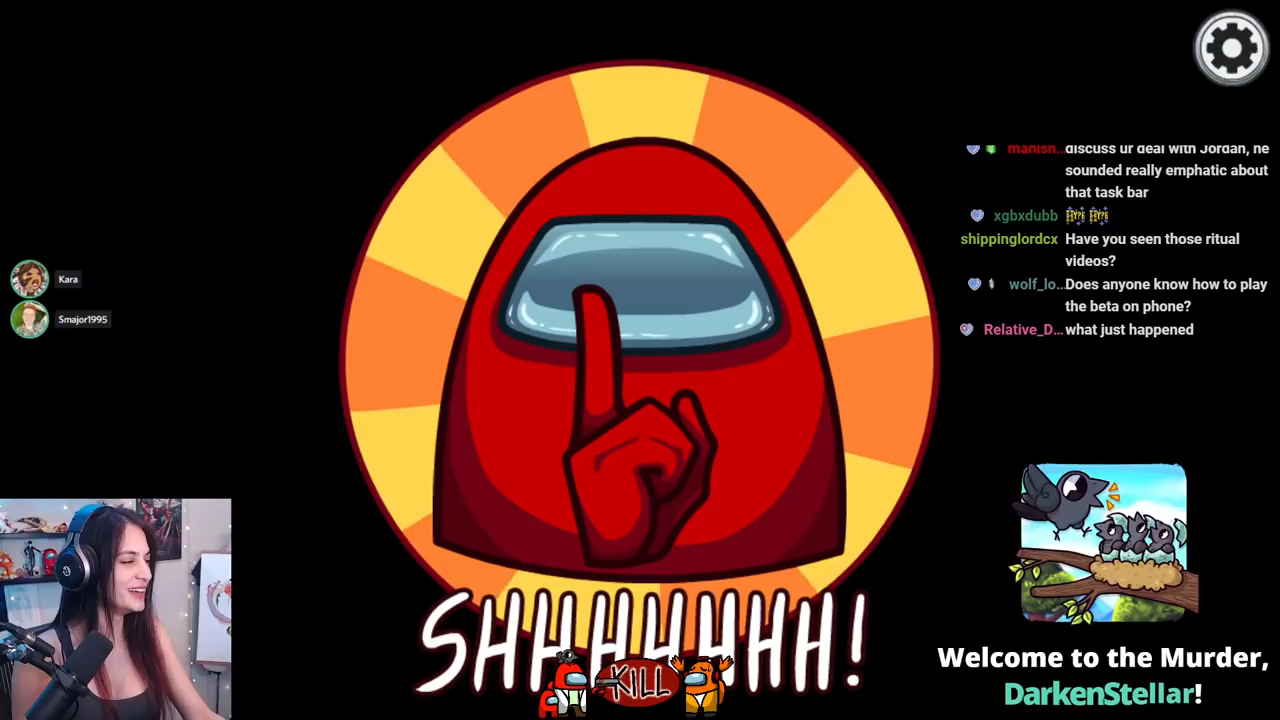 Kara
Smajor1995
SHHHHHHH!
KILL
manish.. discuss ur deal with Jordan, he
sounded really emphatic about
that task bar
xgbxdubb HYPE HYPE
shippinglordcx Have you seen those ritual
videos?
wolf_lo... Does anyone know how to play
the beta on phone?
Relative_D... what just happened
Welcome to the Murder,
DarkenStellar!